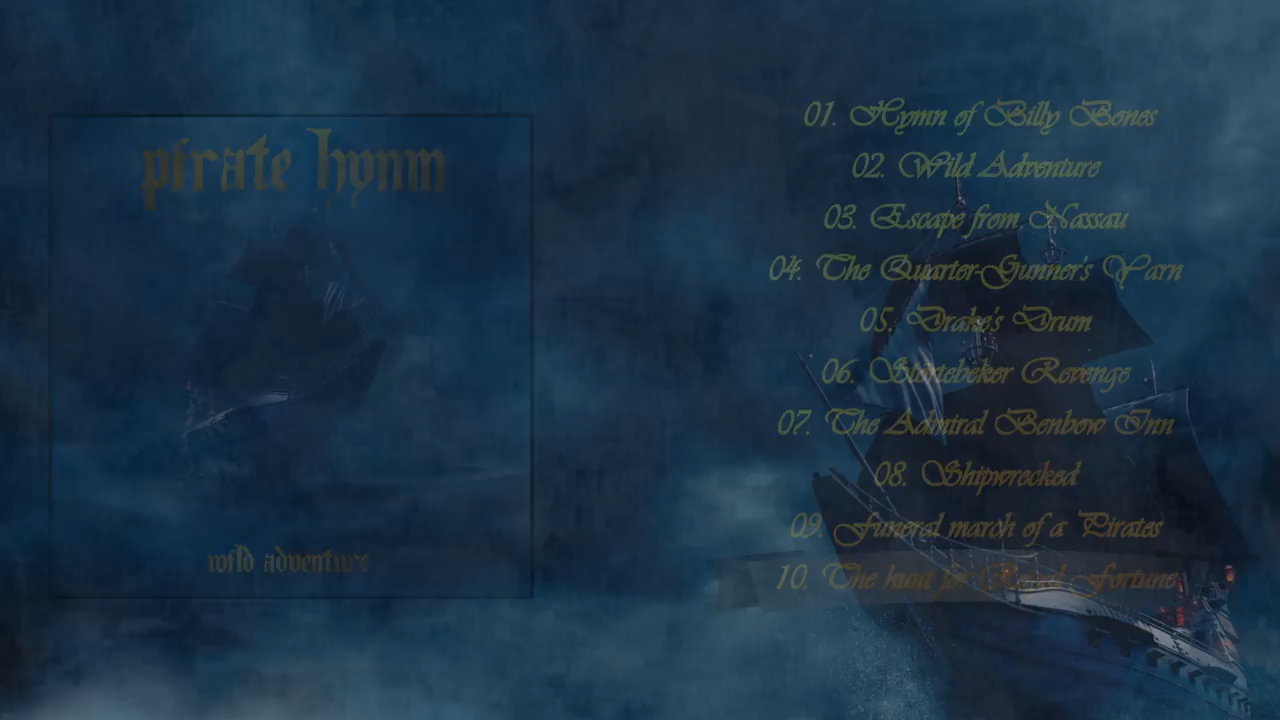 pirate hymn
wild adventure
01. Hymn of Billy Bones
02. Wild Adventure
03. Escape from Nassau
04. The Quarter-Gunner's Yarn
05. Drake's Drum
06. Störtebeker Revenge
07. The Admiral Benbow Inn
08. Shipwrecked
09. Funeral march of a Pirates
10. The hunt for Fortune